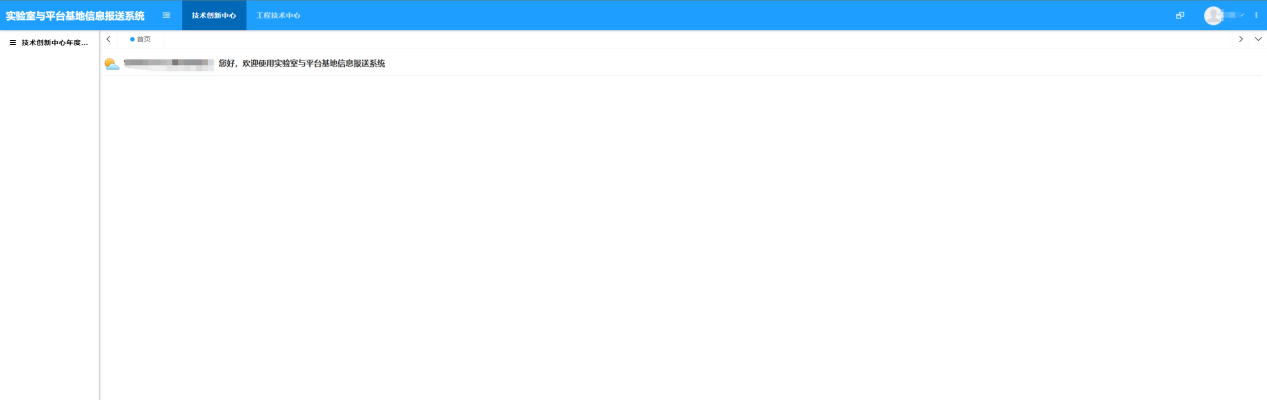 实验室与平台基地信息报送系统 技术创新中心 工程技术中心
技术创新中心年度... 首页
您好，欢迎使用实验室与平台基地信息报送系统